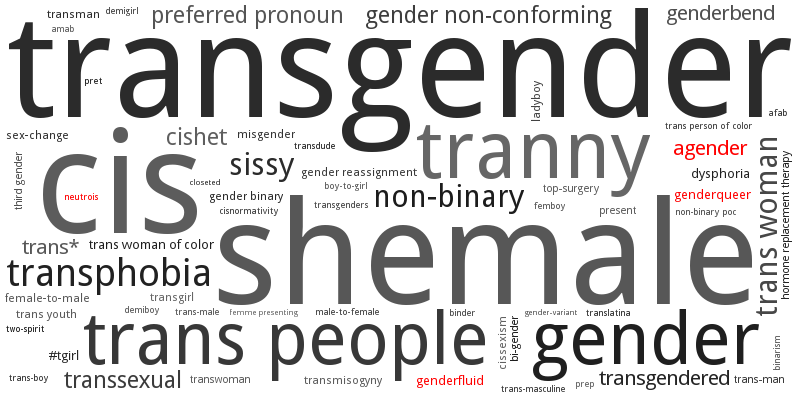 transman
demigirl
preferred pronoun
gender non-conforming
genderbend
amab
transgender
pret
ladyboy
afab
sex-change
cishet
misgender
tranny
trans person of color
transdude
agender
third gender
cis
sissy
gender reassignment
dysphoria
trans woman
hormone replacement therapy
closeted
boy-to-girl
top-surgery
neutrois
gender binary
non-binary
genderqueer
transgenders
femboy
cisnormativity
present
non-binary poc
trans*
trans woman of color
shemale
transphobia
female-to-male
transgirl
trans youth
demiboy
trans-male
femme presenting
male-to-female
binder
gender-variant
translatina
two-spirit
trans people
cissexism
bi-gender
gender
binarism
#tgirl
trans-boy
transsexual
transwoman
transmisogyny
genderfluid
trans-masculine
prep
transgendered
trans-man